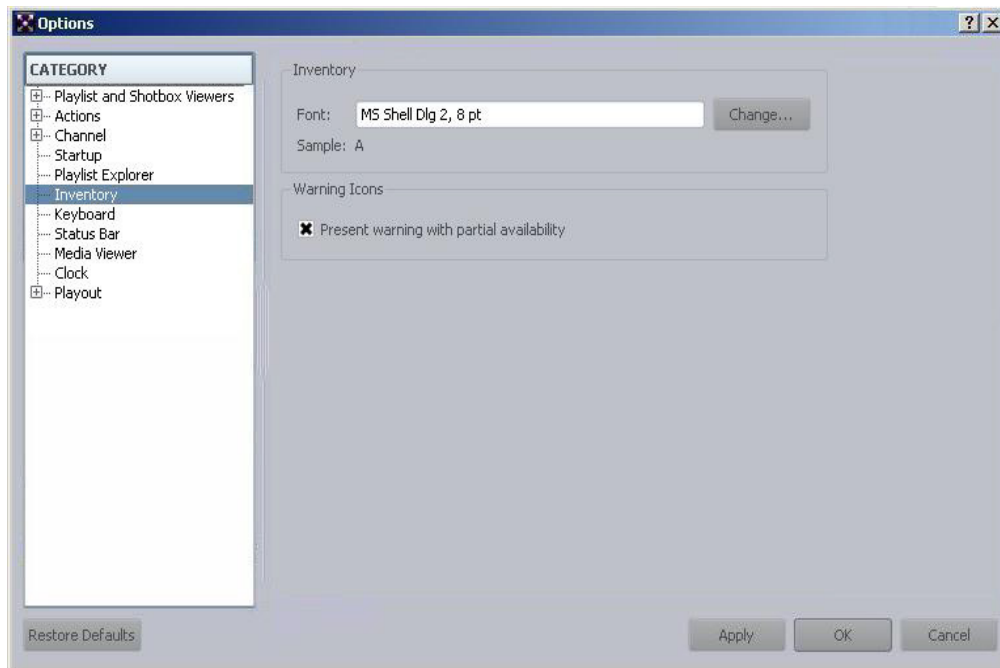 Options
CATEGORY
Playlist and Shotbox Viewers
Actions
Channel
Startup
Playlist Explorer
Inventory
Keyboard
Status Bar
Media Viewer
Clock
Playout
Inventory
Font: MS Shell Dlg 2, 8 pt Change...
Sample: A
Warning Icons
Present warning with partial availability
Restore Defaults Apply OK Cancel